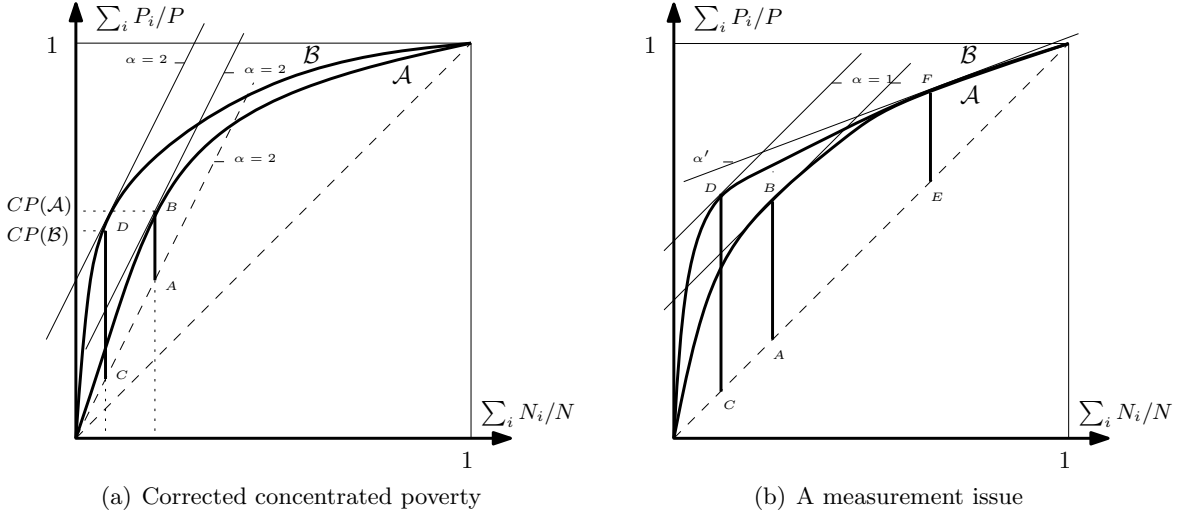 ∑ᵢ Pᵢ/P
1
α = 2
α = 2
ℬ
𝒜
α = 2
CP(𝒜)
CP(ℬ)
B
D
A
C
∑ᵢ Nᵢ/N
1
(a) Corrected concentrated poverty
∑ᵢ Pᵢ/P
1
ℬ
α = 1
F
𝒜
α′
D
B
E
A
C
∑ᵢ Nᵢ/N
1
(b) A measurement issue